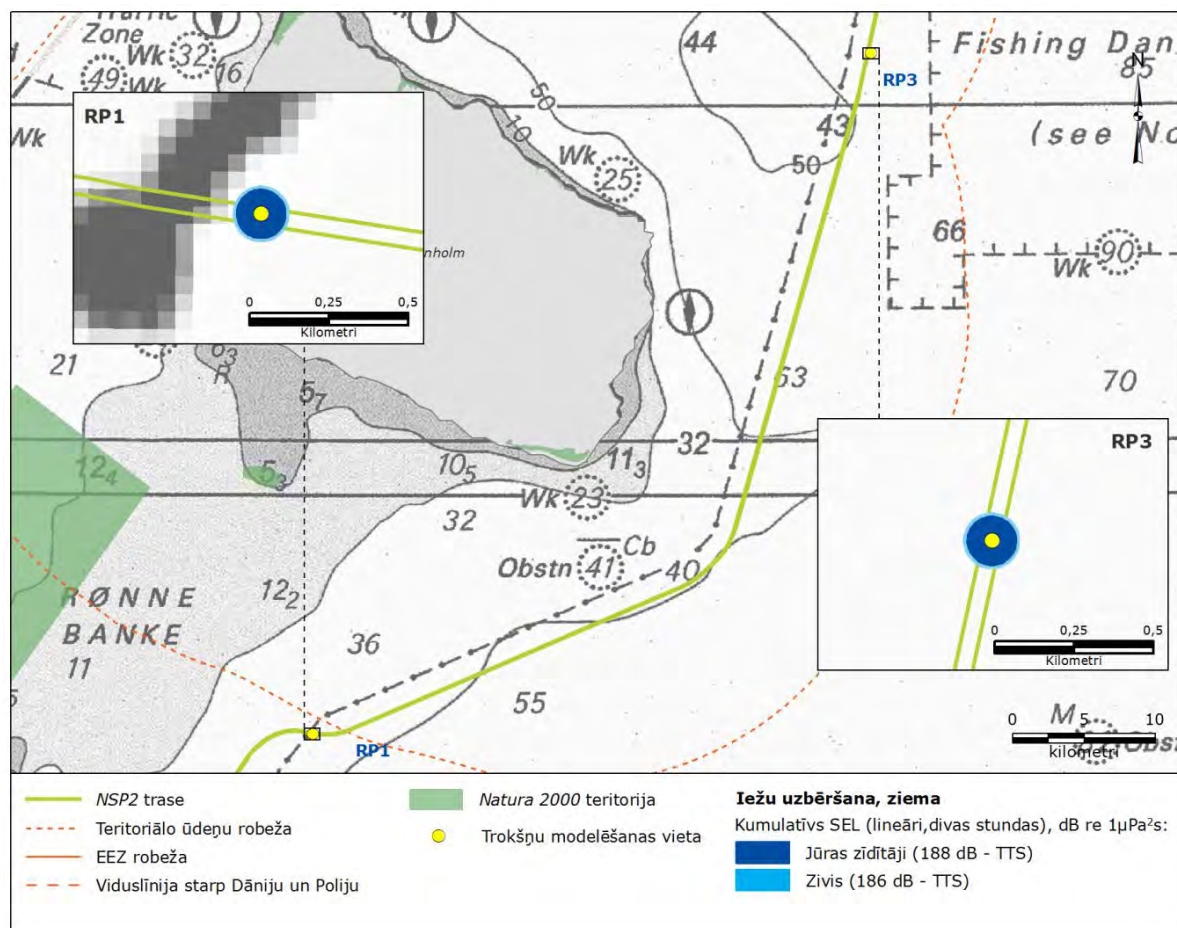 Traffic
Zone
Wk 32
49 Wk
16
Wk
44
Fishing Dan
85
N
RP3
50
10
43
(see No
Wk
25
50
RP1
nholm
0 0,25 0,5
Kilometri
66
90
Wk
21
R
5₇
63
70
32
12₄
5₃
10₅
11₃
Wk 23
32
Cb
Obstn 41
40
RØNNE
BANKE
11
12₂
36
55
RP1
RP3
0 0,25 0,5
Kilometri
M
0 5 10
kilometri
Obst
NSP2 trase
Teritoriālo ūdeņu robeža
EEZ robeža
Viduslīnija starp Dāniju un Poliju
Natura 2000 teritorija
Trokšņu modelēšanas vieta
Iežu uzbēršana, ziema
Kumulatīvs SEL (lineāri,divas stundas), dB re 1µPa²s:
Jūras zīdītāji (188 dB - TTS)
Zivis (186 dB - TTS)